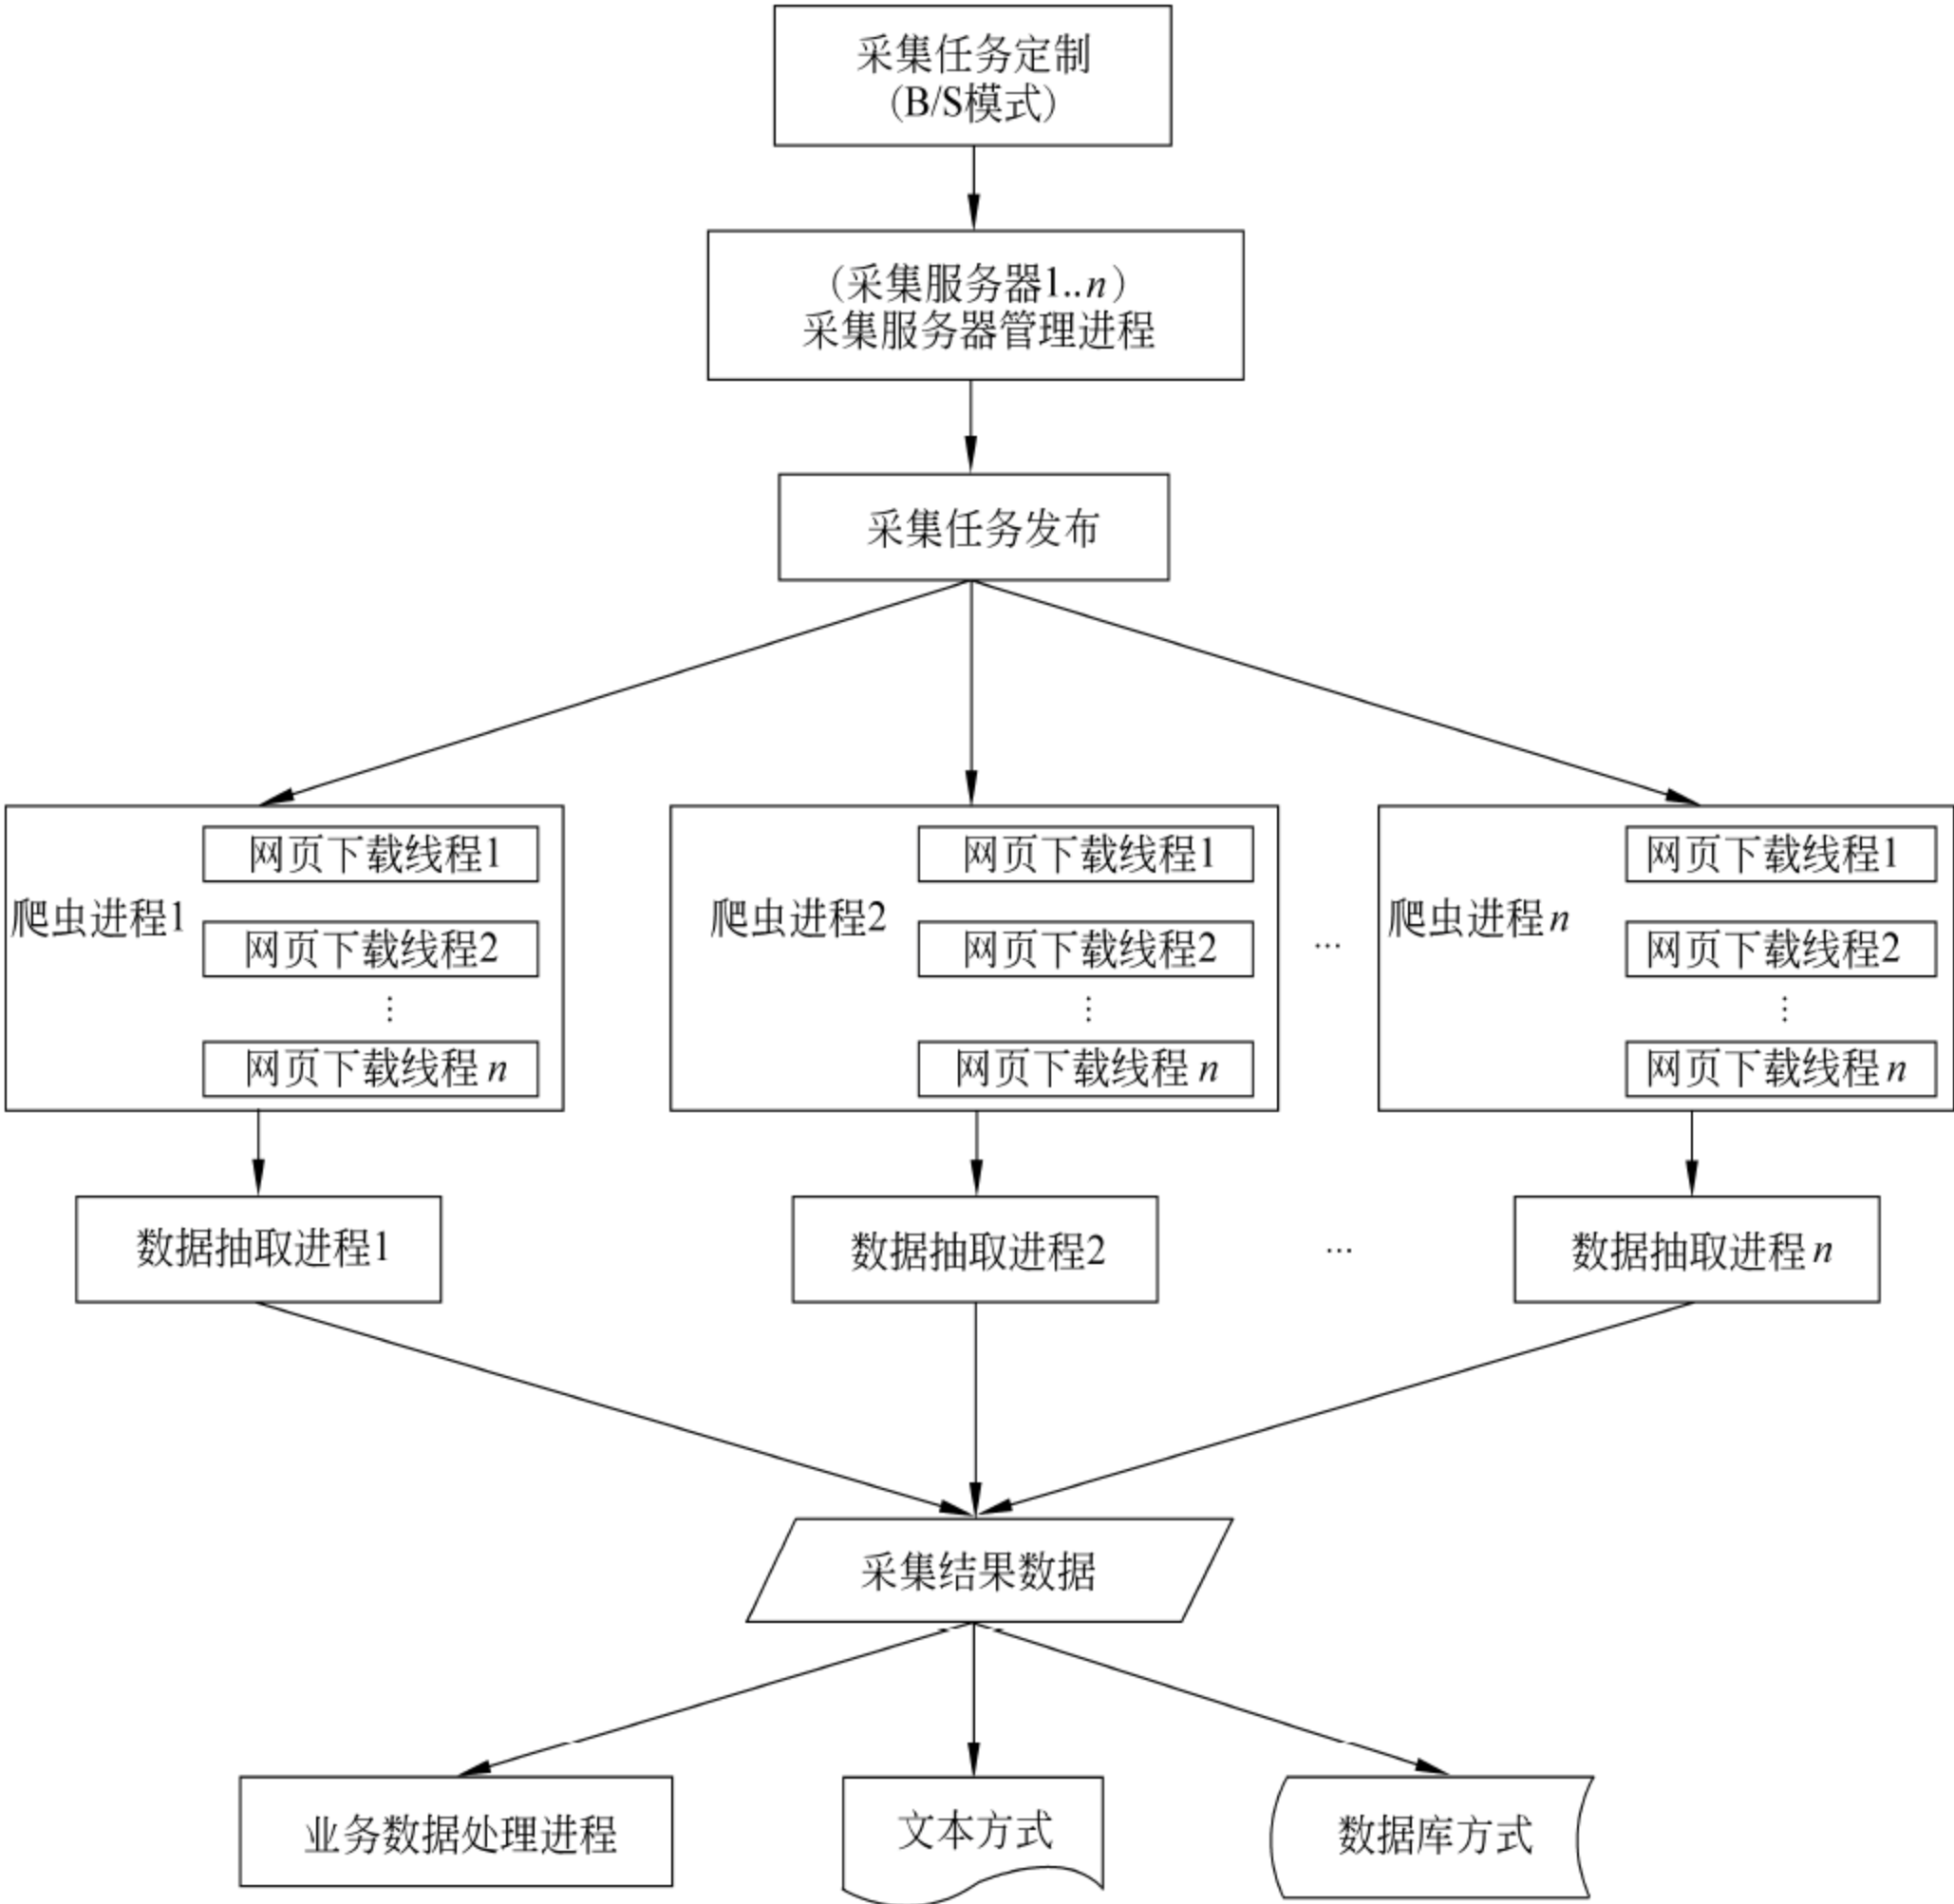 采集任务定制
(B/S模式)
（采集服务器1..n）
采集服务器管理进程
采集任务发布
爬虫进程1
网页下载线程1
网页下载线程2
⋮
网页下载线程n
爬虫进程2
网页下载线程1
网页下载线程2
⋮
网页下载线程n
…
爬虫进程n
网页下载线程1
网页下载线程2
⋮
网页下载线程n
数据抽取进程1
数据抽取进程2
…
数据抽取进程n
采集结果数据
业务数据处理进程
文本方式
数据库方式